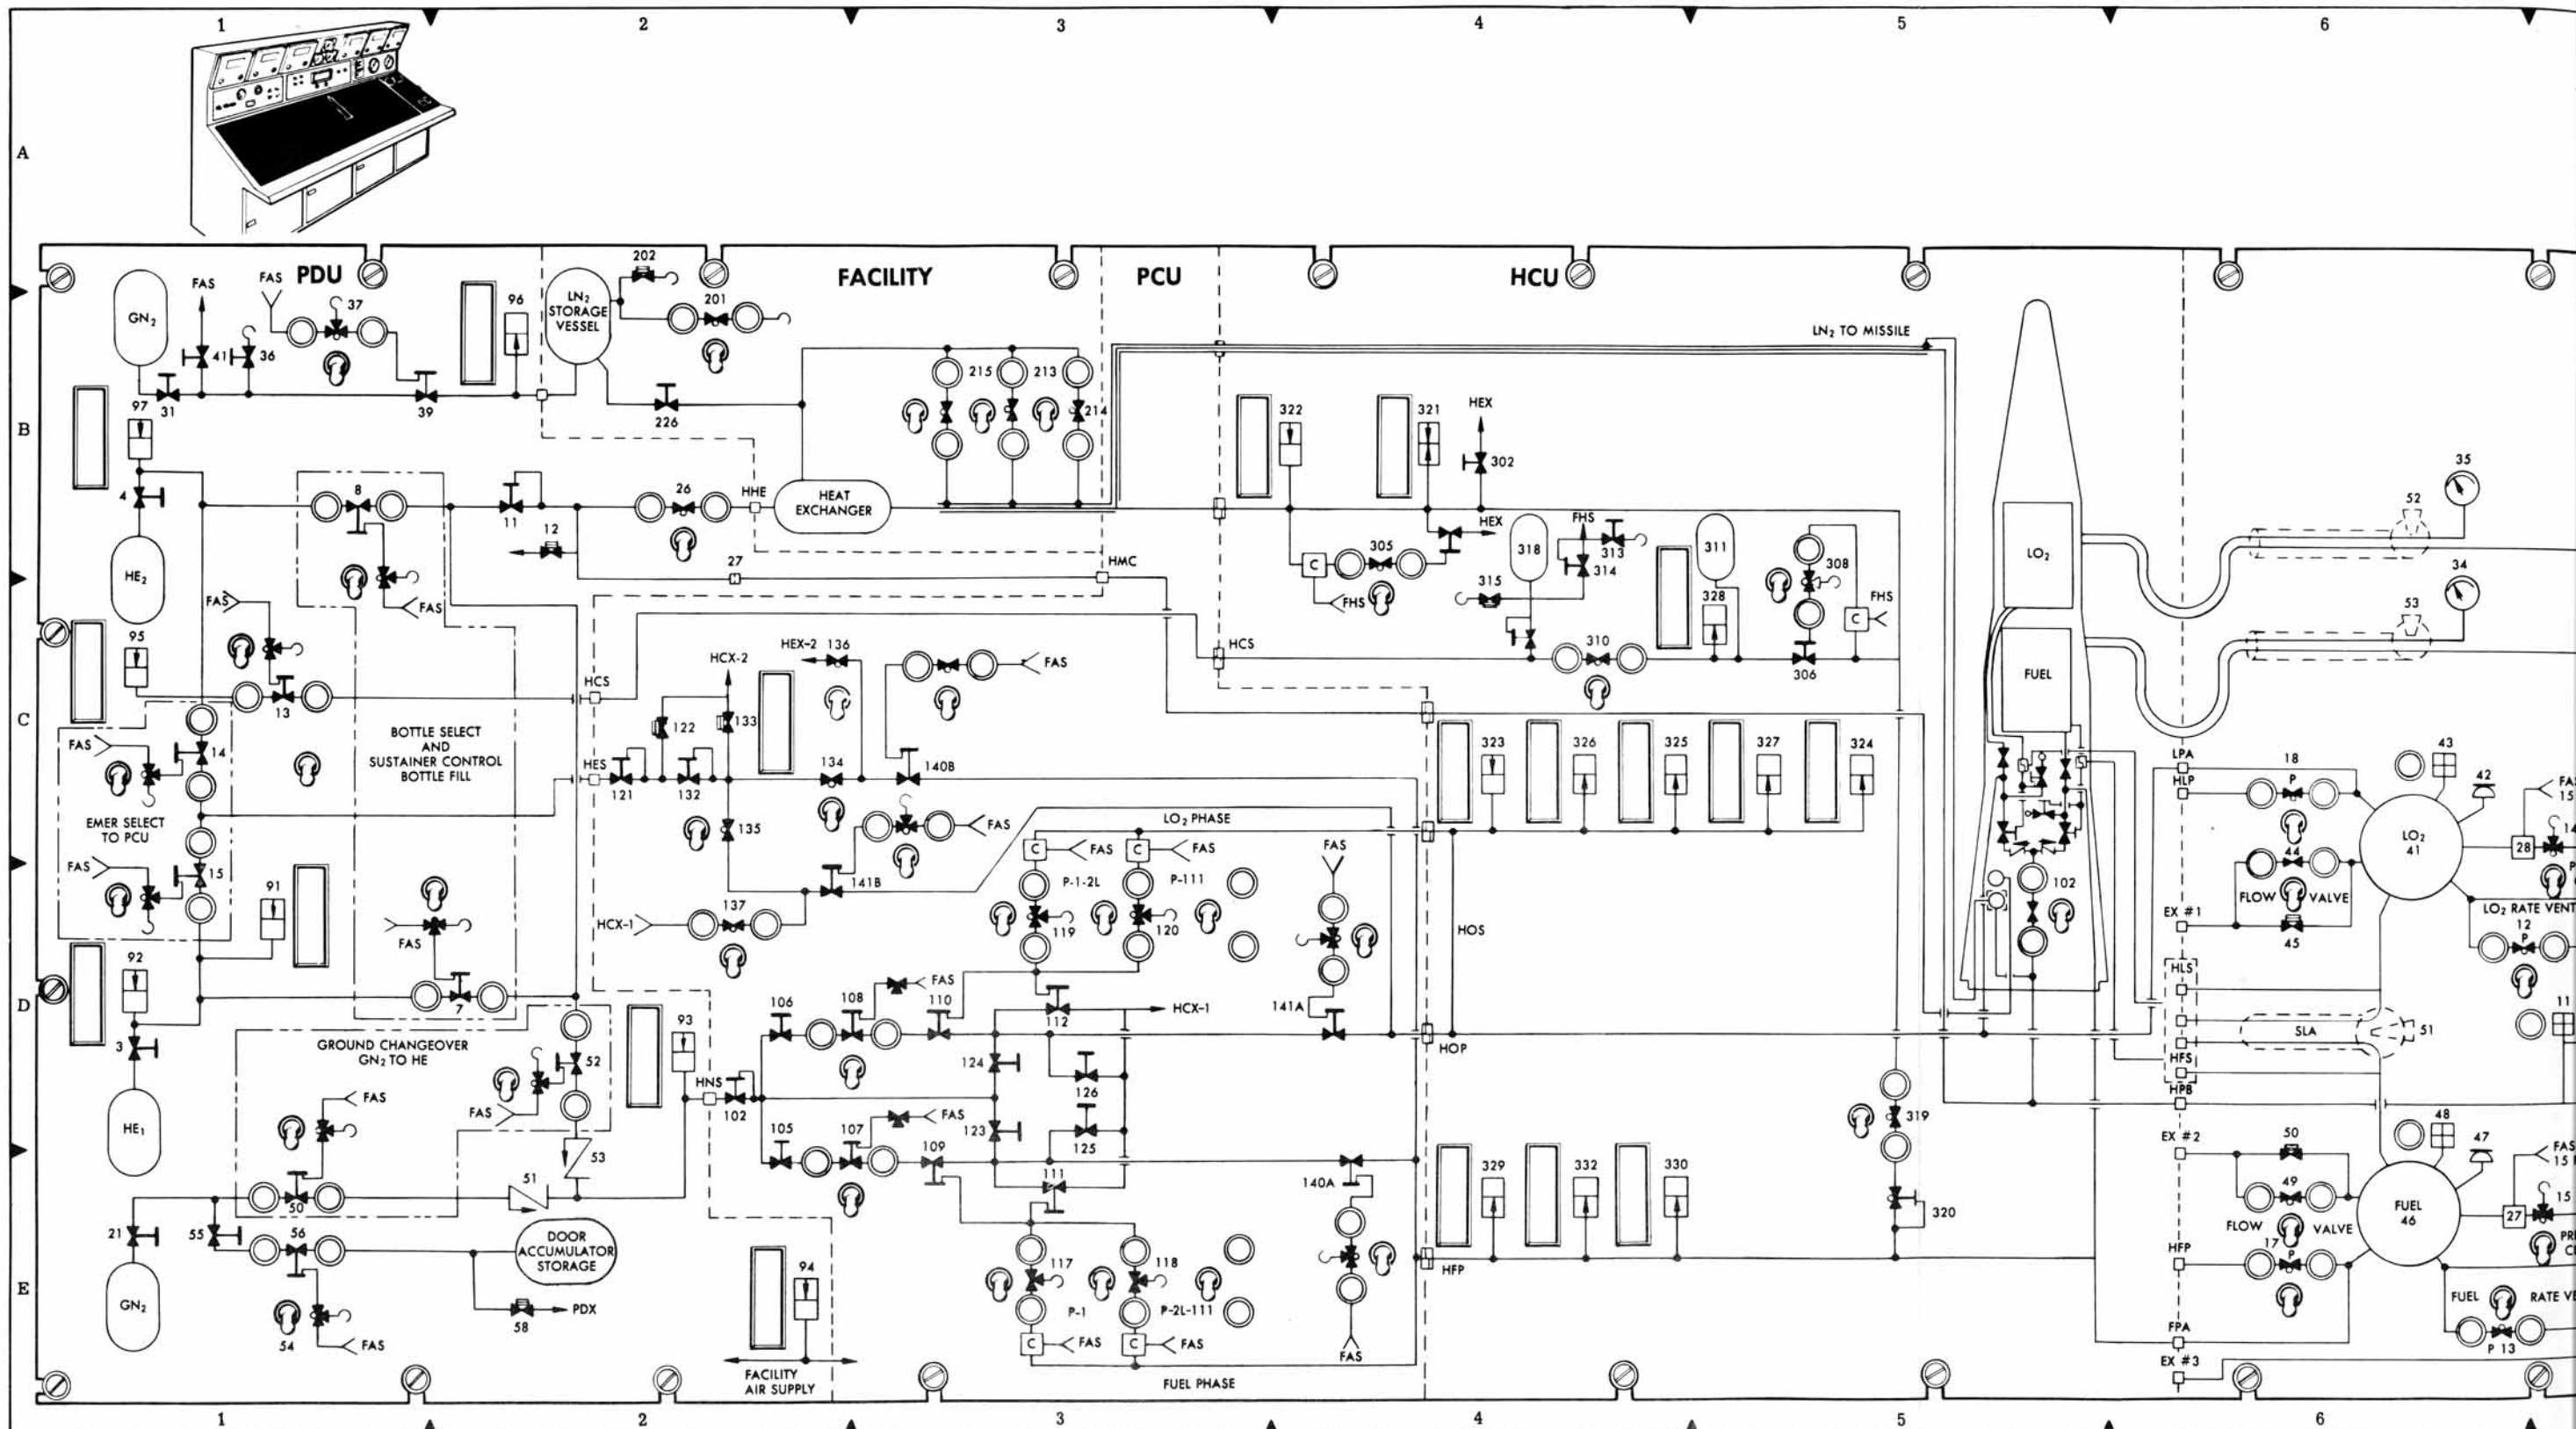 1 2 3 4 5 6
A
PDU FACILITY PCU HCU
FAS FAS 37 202
GN₂ 41 36 96 LN₂ STORAGE VESSEL 201
31 39 226 215 213 214
LN₂ TO MISSILE
B
97 322 321 HEX 302
4 8 11 26 HHE HEAT EXCHANGER
12 27 HMC
HE₂ FAS
C 305 HEX 318 FHS 313 314 315 FHS 311 328 308 FHS C
LO₂ 52 35
53 34
FAS 95 13
HCS HCS 310 306
HCX-2 HEX-2 136 FAS
FUEL
C
122 133
BOTTLE SELECT
AND
SUSTAINER CONTROL
BOTTLE FILL
FAS 14
HES 121 132 134 140B
323 326 325 327 324
LPA
HLP
18 P 43 42
EMER SELECT
TO PCU
FAS 15
135 141B FAS
LO₂ PHASE
C FAS C FAS FAS
LO₂ 41 28
44
FLOW VALVE
45
EX #1
91 FAS
HCX-1 137
P-1-2L P-111
119 120
HOS
102
LO₂ RATE VENT
12 P
HLS
D
92 7
106 108 FAS 110 112 HCX-1 141A HOP
SLA 51
11
3 GROUND CHANGEOVER
GN₂ TO HE
52 FAS 93
124 126
HFS
HPB
HE₁ FAS HNS 102
105 107 FAS 123 125 109 111
319
EX #2
50 48 47
53 51 50
140A
329 332 330 320
49
FLOW VALVE
FUEL 46 27
21 55 56
DOOR
ACCUMULATOR
STORAGE
HFP
HFP 17 P
E
GN₂ 54 FAS 58 PDX 94
117 118
P-1 P-2L-111
C FAS C FAS FAS
FUEL RATE
P 13
FPA
FACILITY
AIR SUPPLY
FUEL PHASE
EX #3
1 2 3 4 5 6